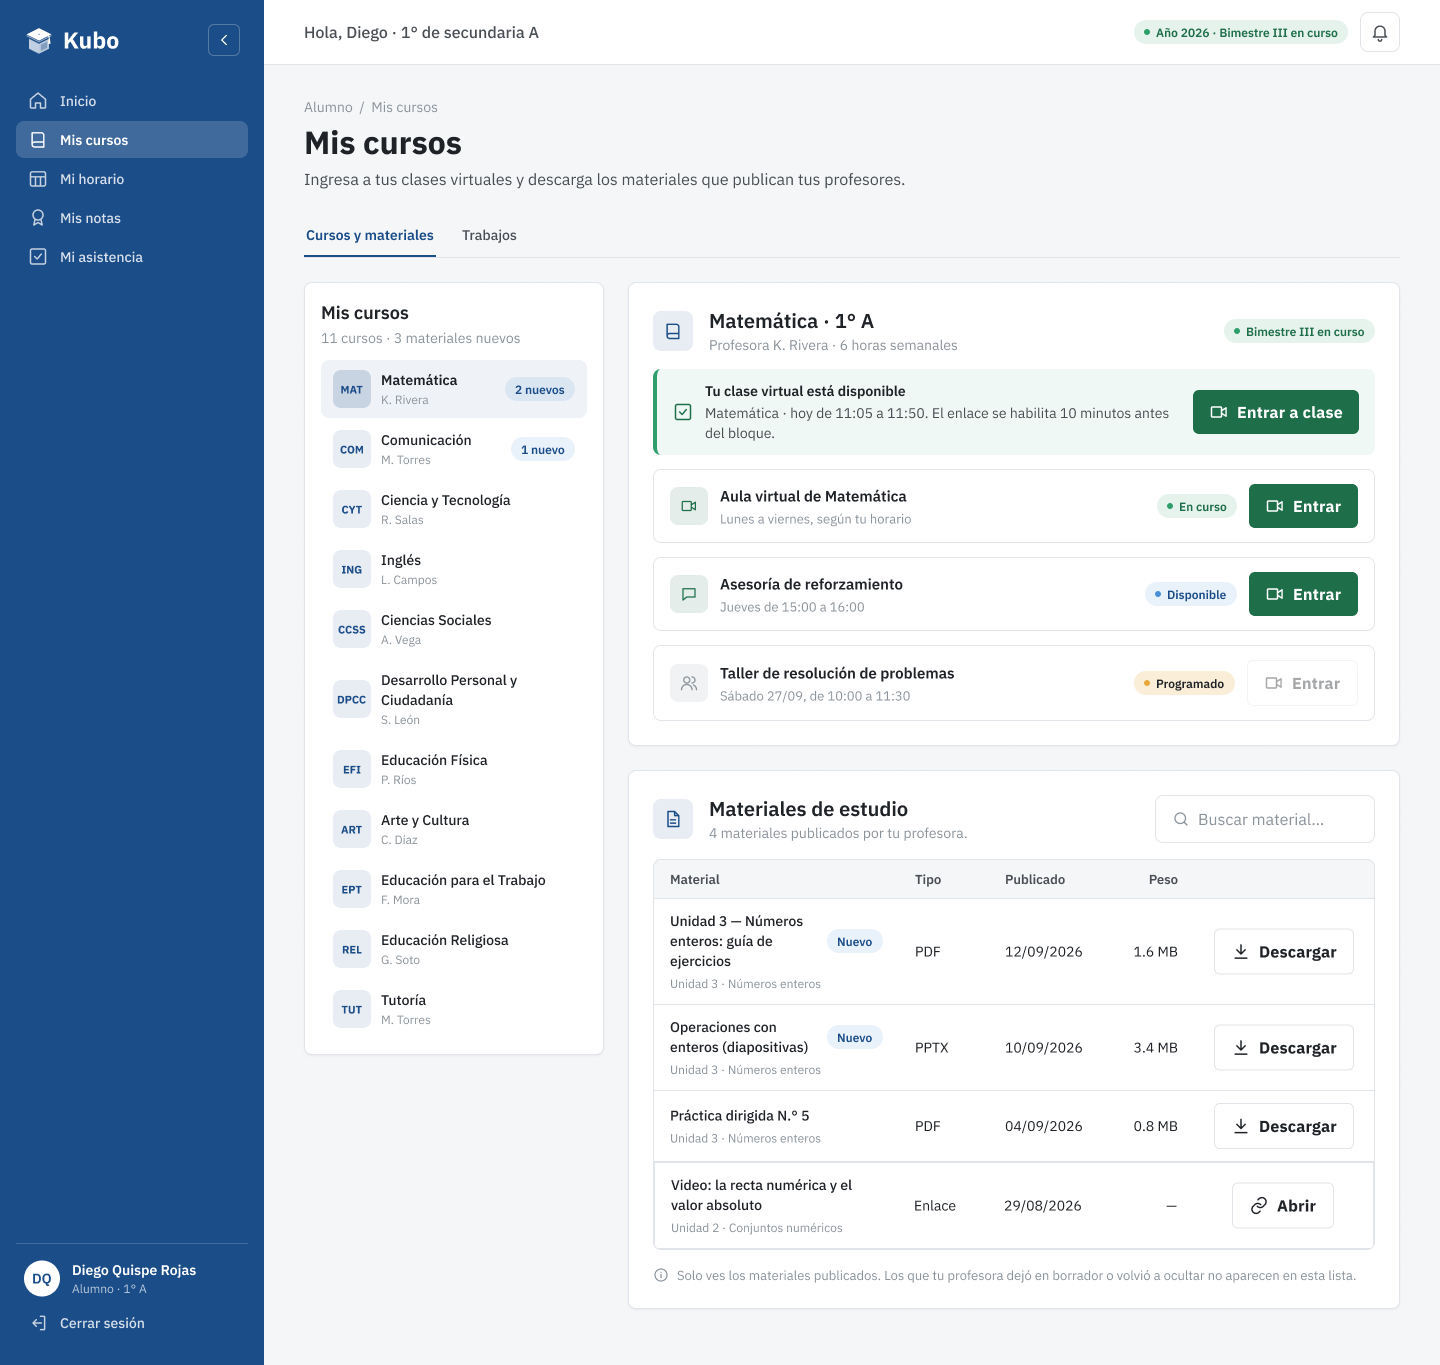 Kubo
Inicio
Mis cursos
Mi horario
Mis notas
Mi asistencia
DQ
Diego Quispe Rojas
Alumno · 1° A
Cerrar sesión
Hola, Diego · 1° de secundaria A
Año 2026 · Bimestre III en curso
Alumno / Mis cursos
Mis cursos
Ingresa a tus clases virtuales y descarga los materiales que publican tus profesores.
Cursos y materiales
Trabajos
Mis cursos
11 cursos · 3 materiales nuevos
MAT
Matemática
K. Rivera
2 nuevos
COM
Comunicación
M. Torres
1 nuevo
CYT
Ciencia y Tecnología
R. Salas
ING
Inglés
L. Campos
CCSS
Ciencias Sociales
A. Vega
DPCC
Desarrollo Personal y
Ciudadanía
S. León
EFI
Educación Física
P. Ríos
ART
Arte y Cultura
C. Díaz
EPT
Educación para el Trabajo
F. Mora
REL
Educación Religiosa
G. Soto
TUT
Tutoría
M. Torres
Matemática · 1° A
Profesora K. Rivera · 6 horas semanales
Bimestre III en curso
Tu clase virtual está disponible
Matemática · hoy de 11:05 a 11:50. El enlace se habilita 10 minutos antes
del bloque.
Entrar a clase
Aula virtual de Matemática
Lunes a viernes, según tu horario
En curso
Entrar
Asesoría de reforzamiento
Jueves de 15:00 a 16:00
Disponible
Entrar
Taller de resolución de problemas
Sábado 27/09, de 10:00 a 11:30
Programado
Entrar
Materiales de estudio
4 materiales publicados por tu profesora.
Buscar material...
Material Tipo Publicado Peso
Unidad 3 — Números
enteros: guía de
ejercicios
Unidad 3 · Números enteros
Nuevo
PDF
12/09/2026
1.6 MB
Descargar
Operaciones con
enteros (diapositivas)
Unidad 3 · Números enteros
Nuevo
PPTX
10/09/2026
3.4 MB
Descargar
Práctica dirigida N.° 5
Unidad 3 · Números enteros
PDF
04/09/2026
0.8 MB
Descargar
Video: la recta numérica y el
valor absoluto
Unidad 2 · Conjuntos numéricos
Enlace
29/08/2026
—
Abrir
Solo ves los materiales publicados. Los que tu profesora dejó en borrador o volvió a ocultar no aparecen en esta lista.